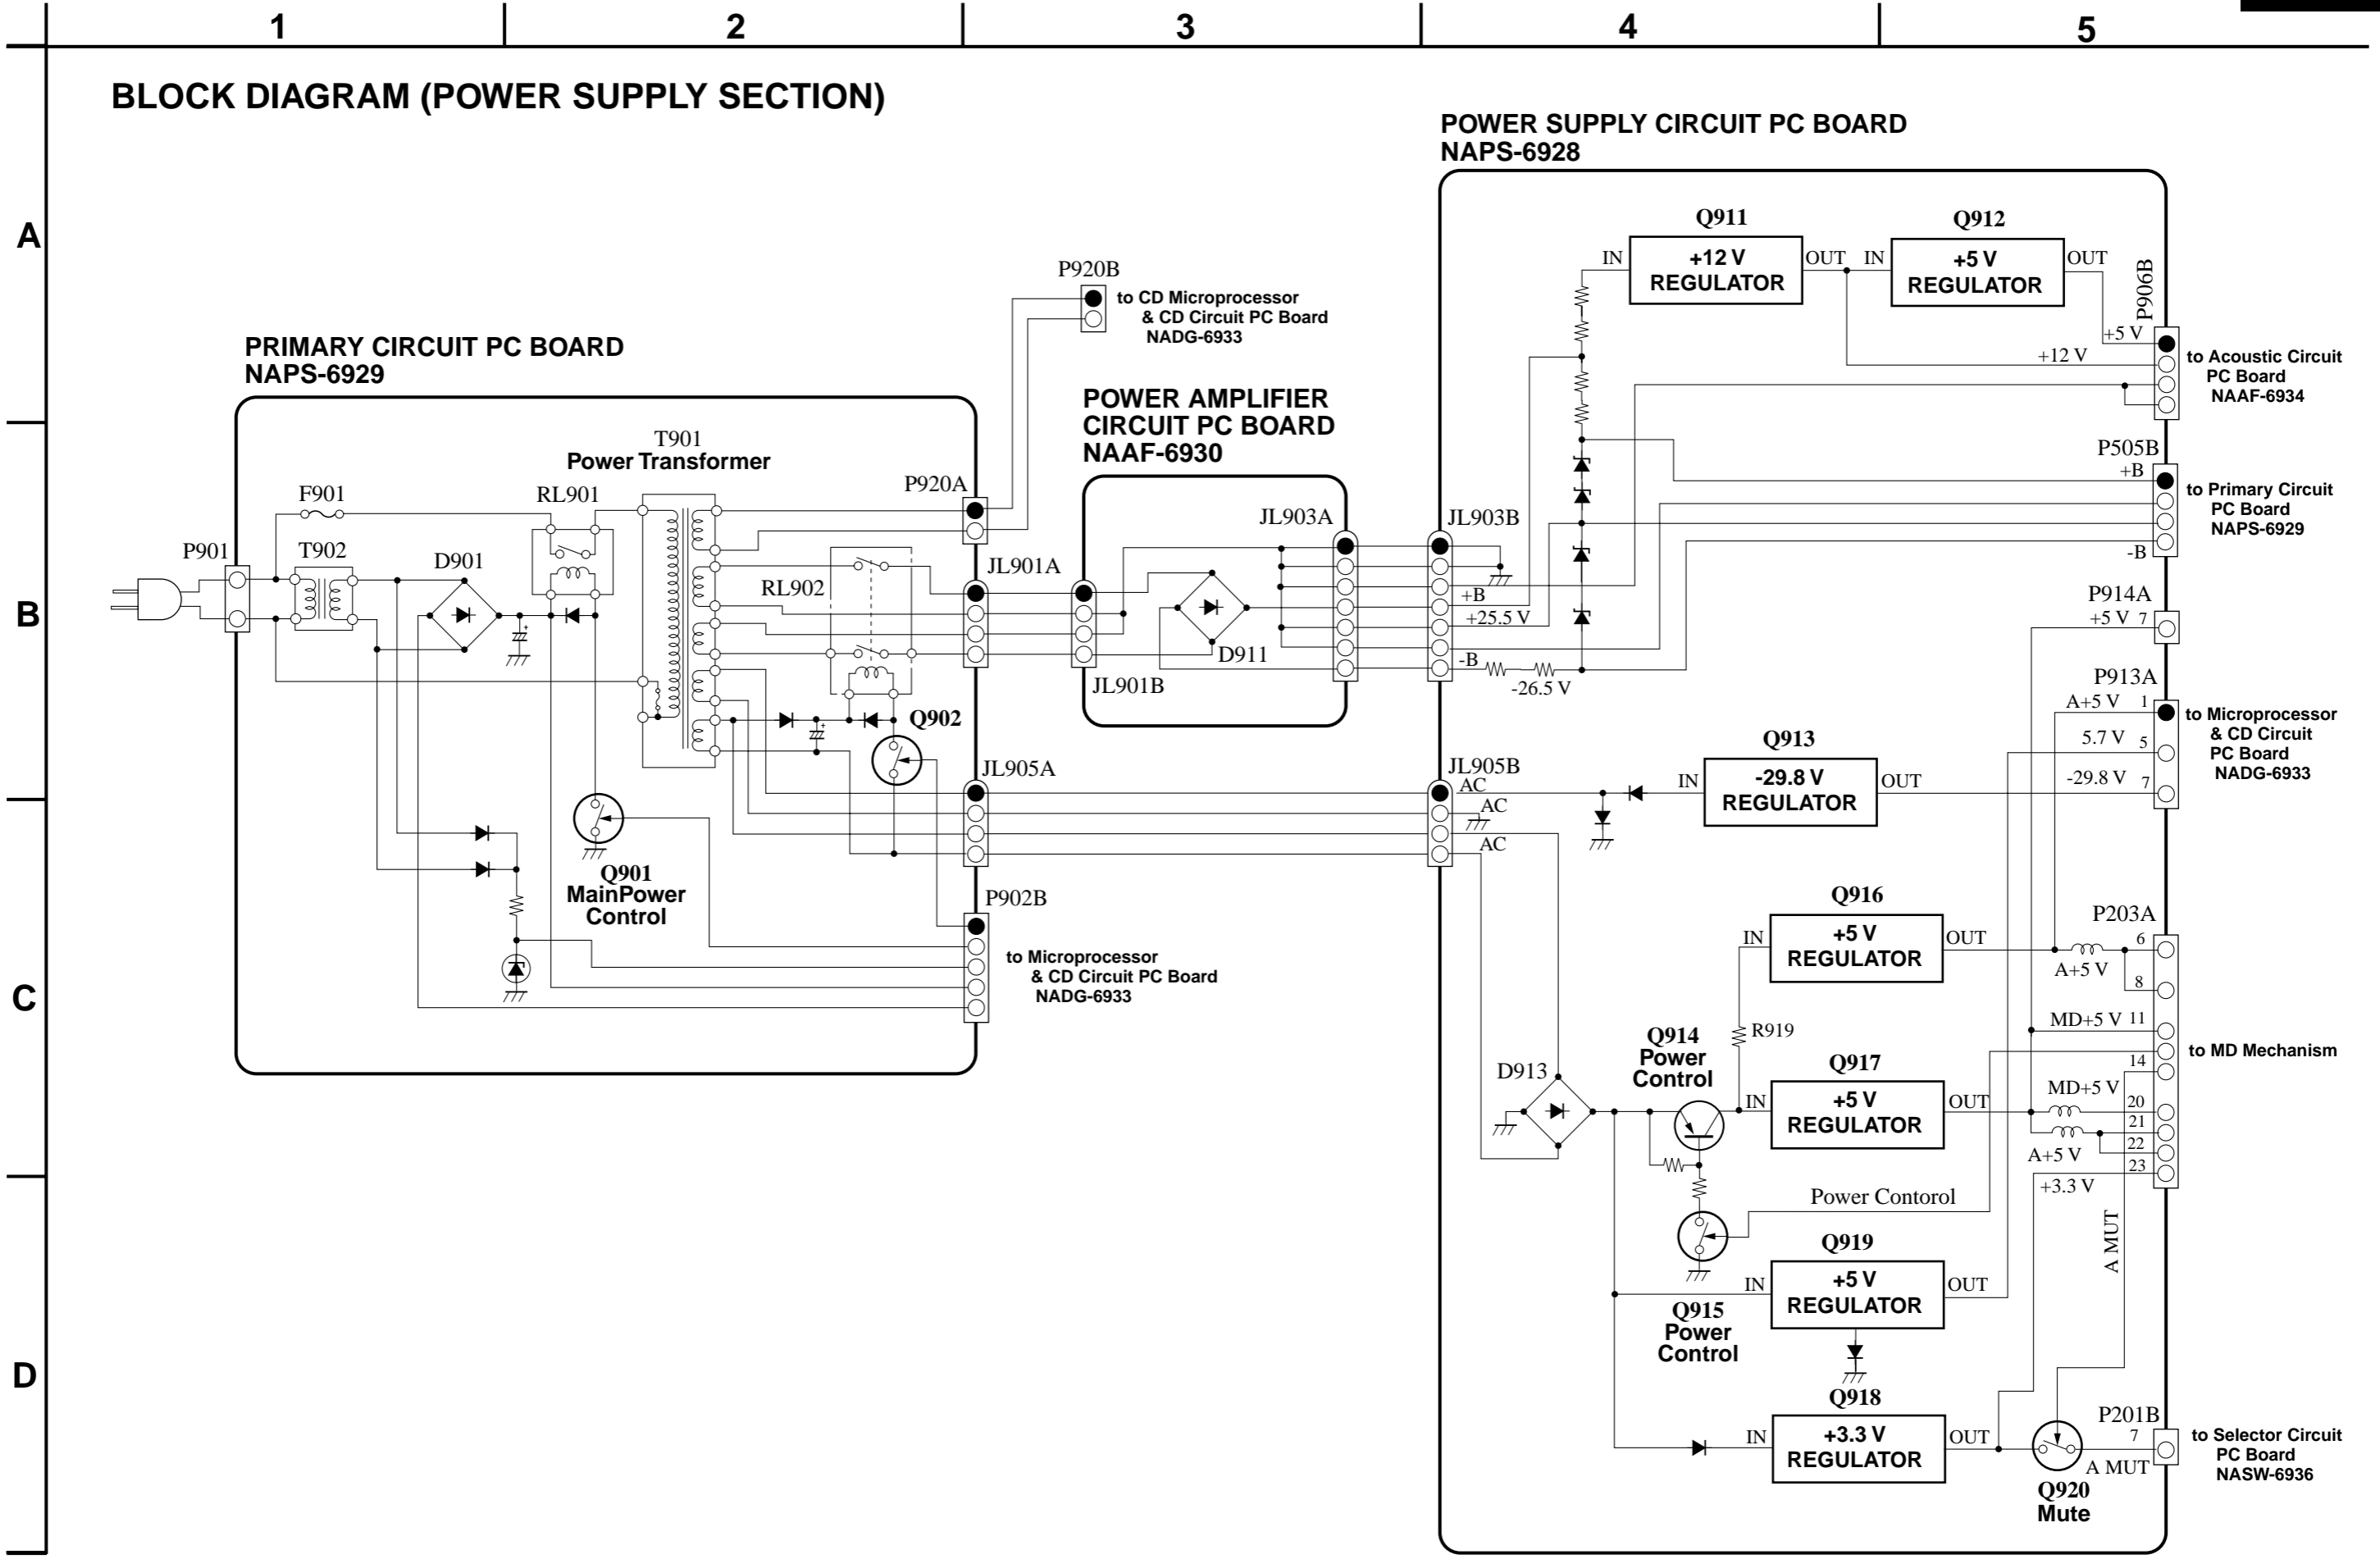 1
2
3
4
5
A
B
C
D
BLOCK DIAGRAM (POWER SUPPLY SECTION)
PRIMARY CIRCUIT PC BOARD
NAPS-6929
P901
F901
T902
D901
RL901
T901
Power Transformer
RL902
Q902
Q901
MainPower
Control
P920A
JL901A
JL905A
P902B
to Microprocessor
& CD Circuit PC Board
NADG-6933
P920B
to CD Microprocessor
& CD Circuit PC Board
NADG-6933
POWER AMPLIFIER
CIRCUIT PC BOARD
NAAF-6930
JL901B
D911
JL903A
POWER SUPPLY CIRCUIT PC BOARD
NAPS-6928
JL903B
+B
+25.5 V
-B
-26.5 V
JL905B
AC
AC
AC
Q911
IN
+12 V
REGULATOR
OUT
Q912
IN
+5 V
REGULATOR
OUT
P906B
+5 V
+12 V
to Acoustic Circuit
PC Board
NAAF-6934
P505B
+B
-B
to Primary Circuit
PC Board
NAPS-6929
P914A
+5 V 7
P913A
A+5 V 1
5.7 V 5
-29.8 V 7
to Microprocessor
& CD Circuit
PC Board
NADG-6933
Q913
IN
-29.8 V
REGULATOR
OUT
Q916
IN
+5 V
REGULATOR
OUT
R919
Q914
Power
Control
D913
Q917
IN
+5 V
REGULATOR
OUT
P203A
6
A+5 V
8
MD+5 V 11
14
MD+5 V
20
21
22
A+5 V
23
+3.3 V
to MD Mechanism
Power Contorol
A MUT
Q915
Power
Control
Q919
IN
+5 V
REGULATOR
OUT
Q918
IN
+3.3 V
REGULATOR
OUT
Q920
Mute
P201B
7
A MUT
to Selector Circuit
PC Board
NASW-6936